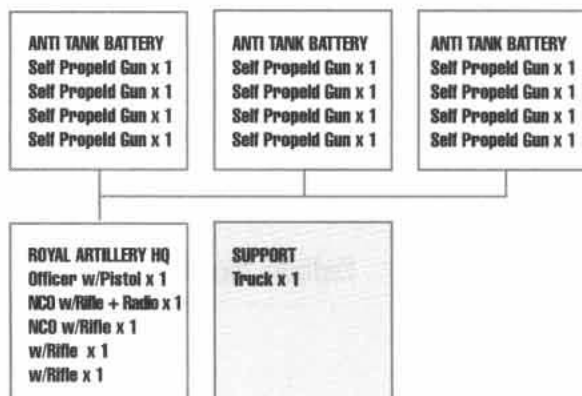 ANTI TANK BATTERY
Self Propeld Gun x 1
Self Propeld Gun x 1
Self Propeld Gun x 1
Self Propeld Gun x 1
ANTI TANK BATTERY
Self Propeld Gun x 1
Self Propeld Gun x 1
Self Propeld Gun x 1
Self Propeld Gun x 1
ANTI TANK BATTERY
Self Propeld Gun x 1
Self Propeld Gun x 1
Self Propeld Gun x 1
Self Propeld Gun x 1
ROYAL ARTILLERY HQ
Officer w/Pistol x 1
NCO w/Rifle + Radio x 1
NCO w/Rifle x 1
w/Rifle x 1
w/Rifle x 1
SUPPORT
Truck x 1